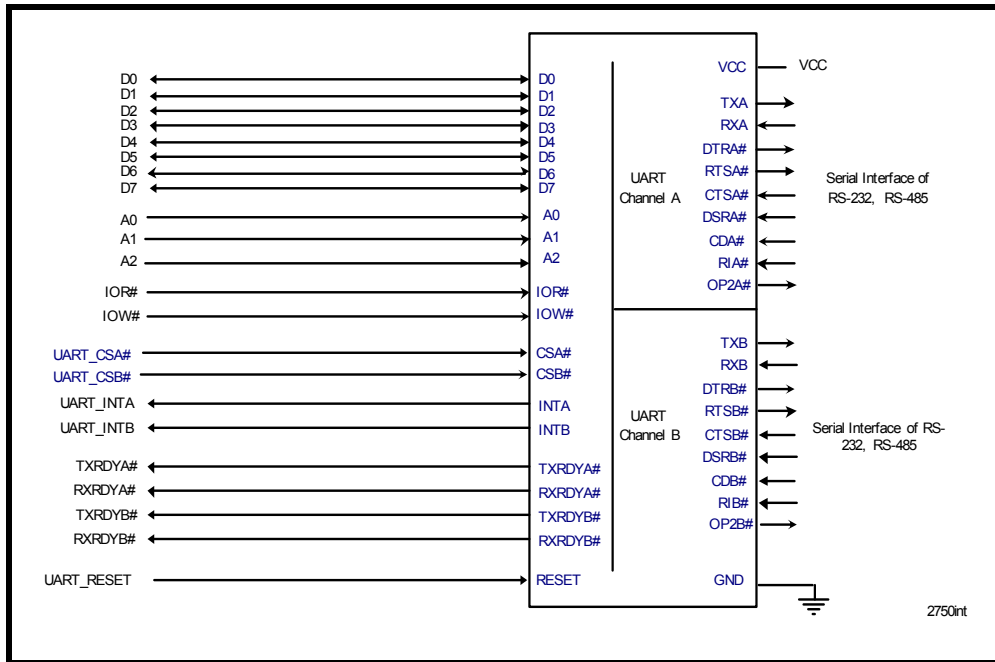 D0
D1
D2
D3
D4
D5
D6
D7
A0
A1
A2
IOR#
IOW#
UART_CSA#
UART_CSB#
UART_INTA
UART_INTB
TXRDYA#
RXRDYA#
TXRDYB#
RXRDYB#
UART_RESET
D0
D1
D2
D3
D4
D5
D6
D7
A0
A1
A2
IOR#
IOW#
CSA#
CSB#
INTA
INTB
TXRDYA#
RXRDYA#
TXRDYB#
RXRDYB#
RESET
UART
Channel A
UART
Channel B
VCC
TXA
RXA
DTRA#
RTSA#
CTSA#
DSRA#
CDA#
RIA#
OP2A#
TXB
RXB
DTRB#
RTSB#
CTSB#
DSRB#
CDB#
RIB#
OP2B#
GND
VCC
Serial Interface of
RS-232, RS-485
Serial Interface of RS-
232, RS-485
2750int